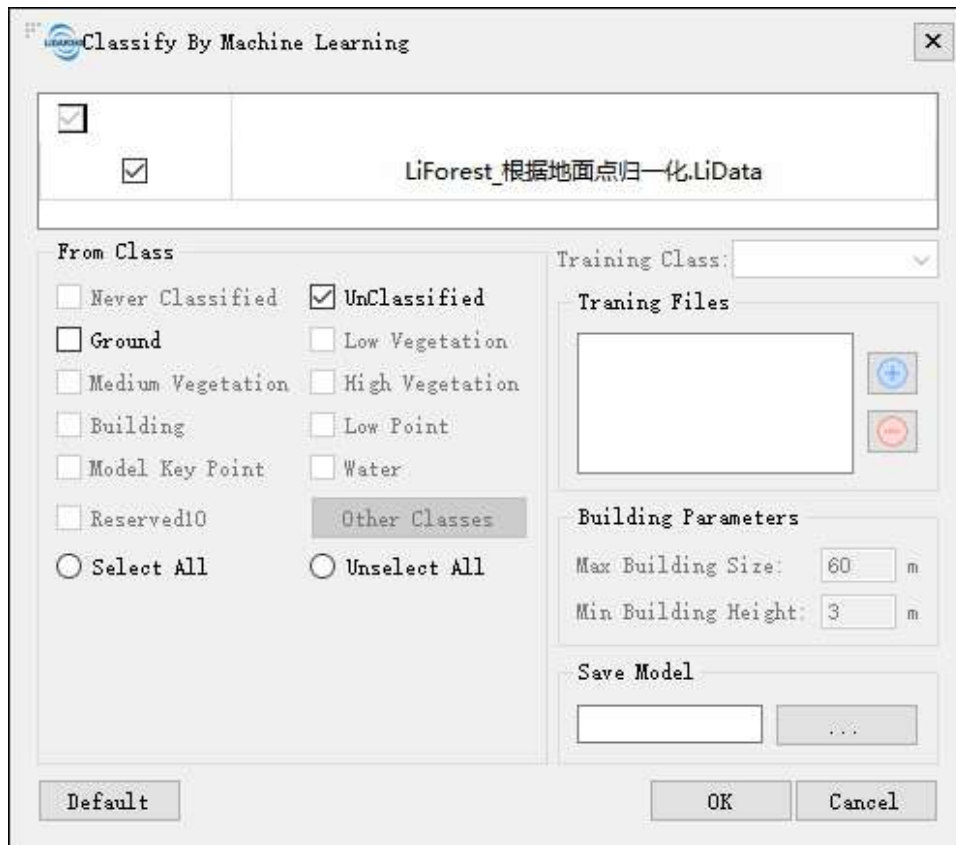 Classify By Machine Learning
LiForest_根据地面点归一化.LiData
From Class
Never Classified
UnClassified
Ground
Low Vegetation
Medium Vegetation
High Vegetation
Building
Low Point
Model Key Point
Water
Reserved10
Other Classes
Select All
Unselect All
Training Class:
Traning Files
Building Parameters
Max Building Size: 60 m
Min Building Height: 3 m
Save Model
...
Default
OK
Cancel